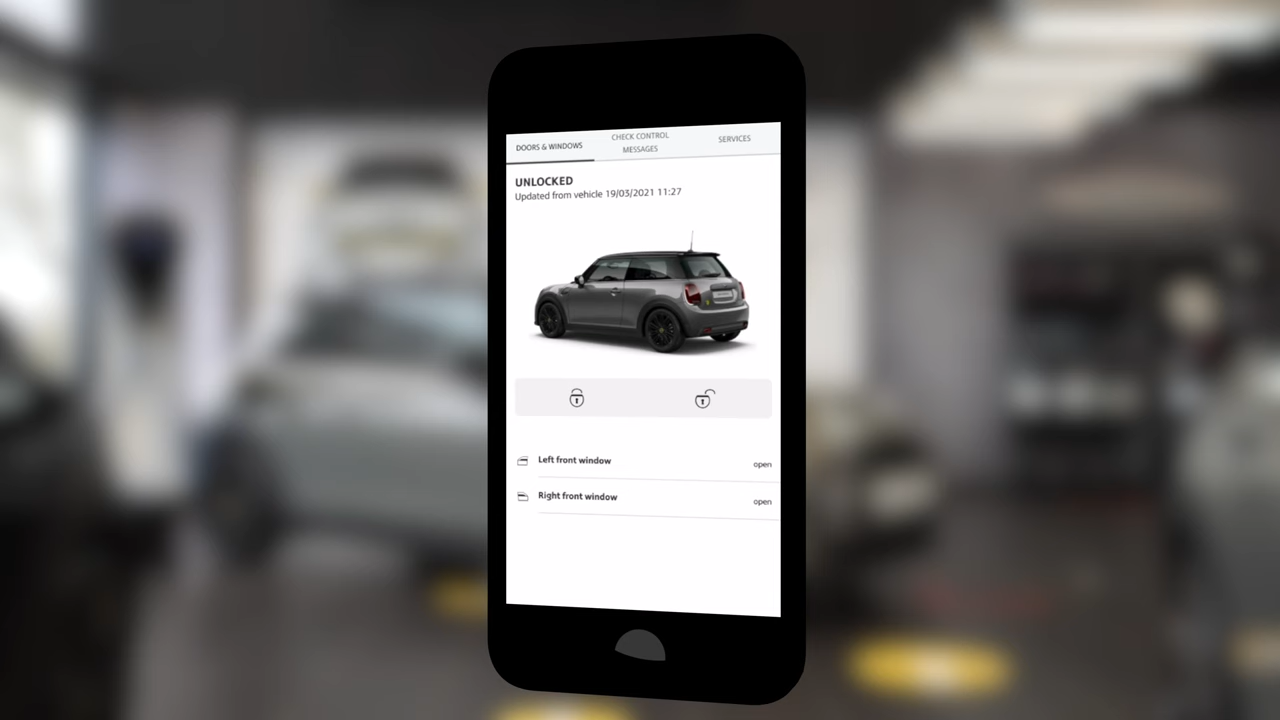 DOORS & WINDOWS
CHECK CONTROL
MESSAGES
SERVICES
UNLOCKED
Updated from vehicle 19/03/2021 11:27
Left front window
open
Right front window
open